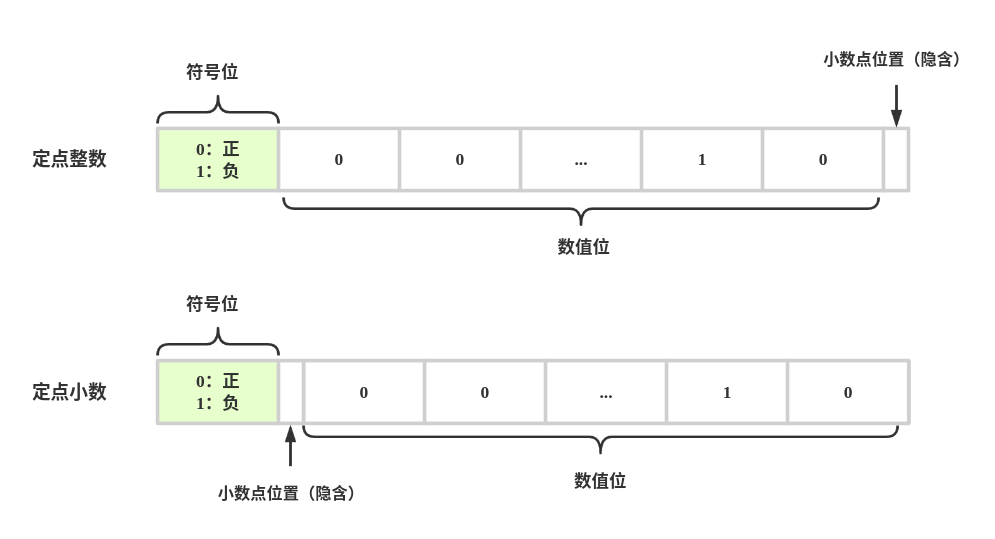 小数点位置（隐含）
符号位
定点整数
0：正
1：负
0
0
...
1
0
数值位
符号位
定点小数
0：正
1：负
0
0
...
1
0
数值位
小数点位置（隐含）